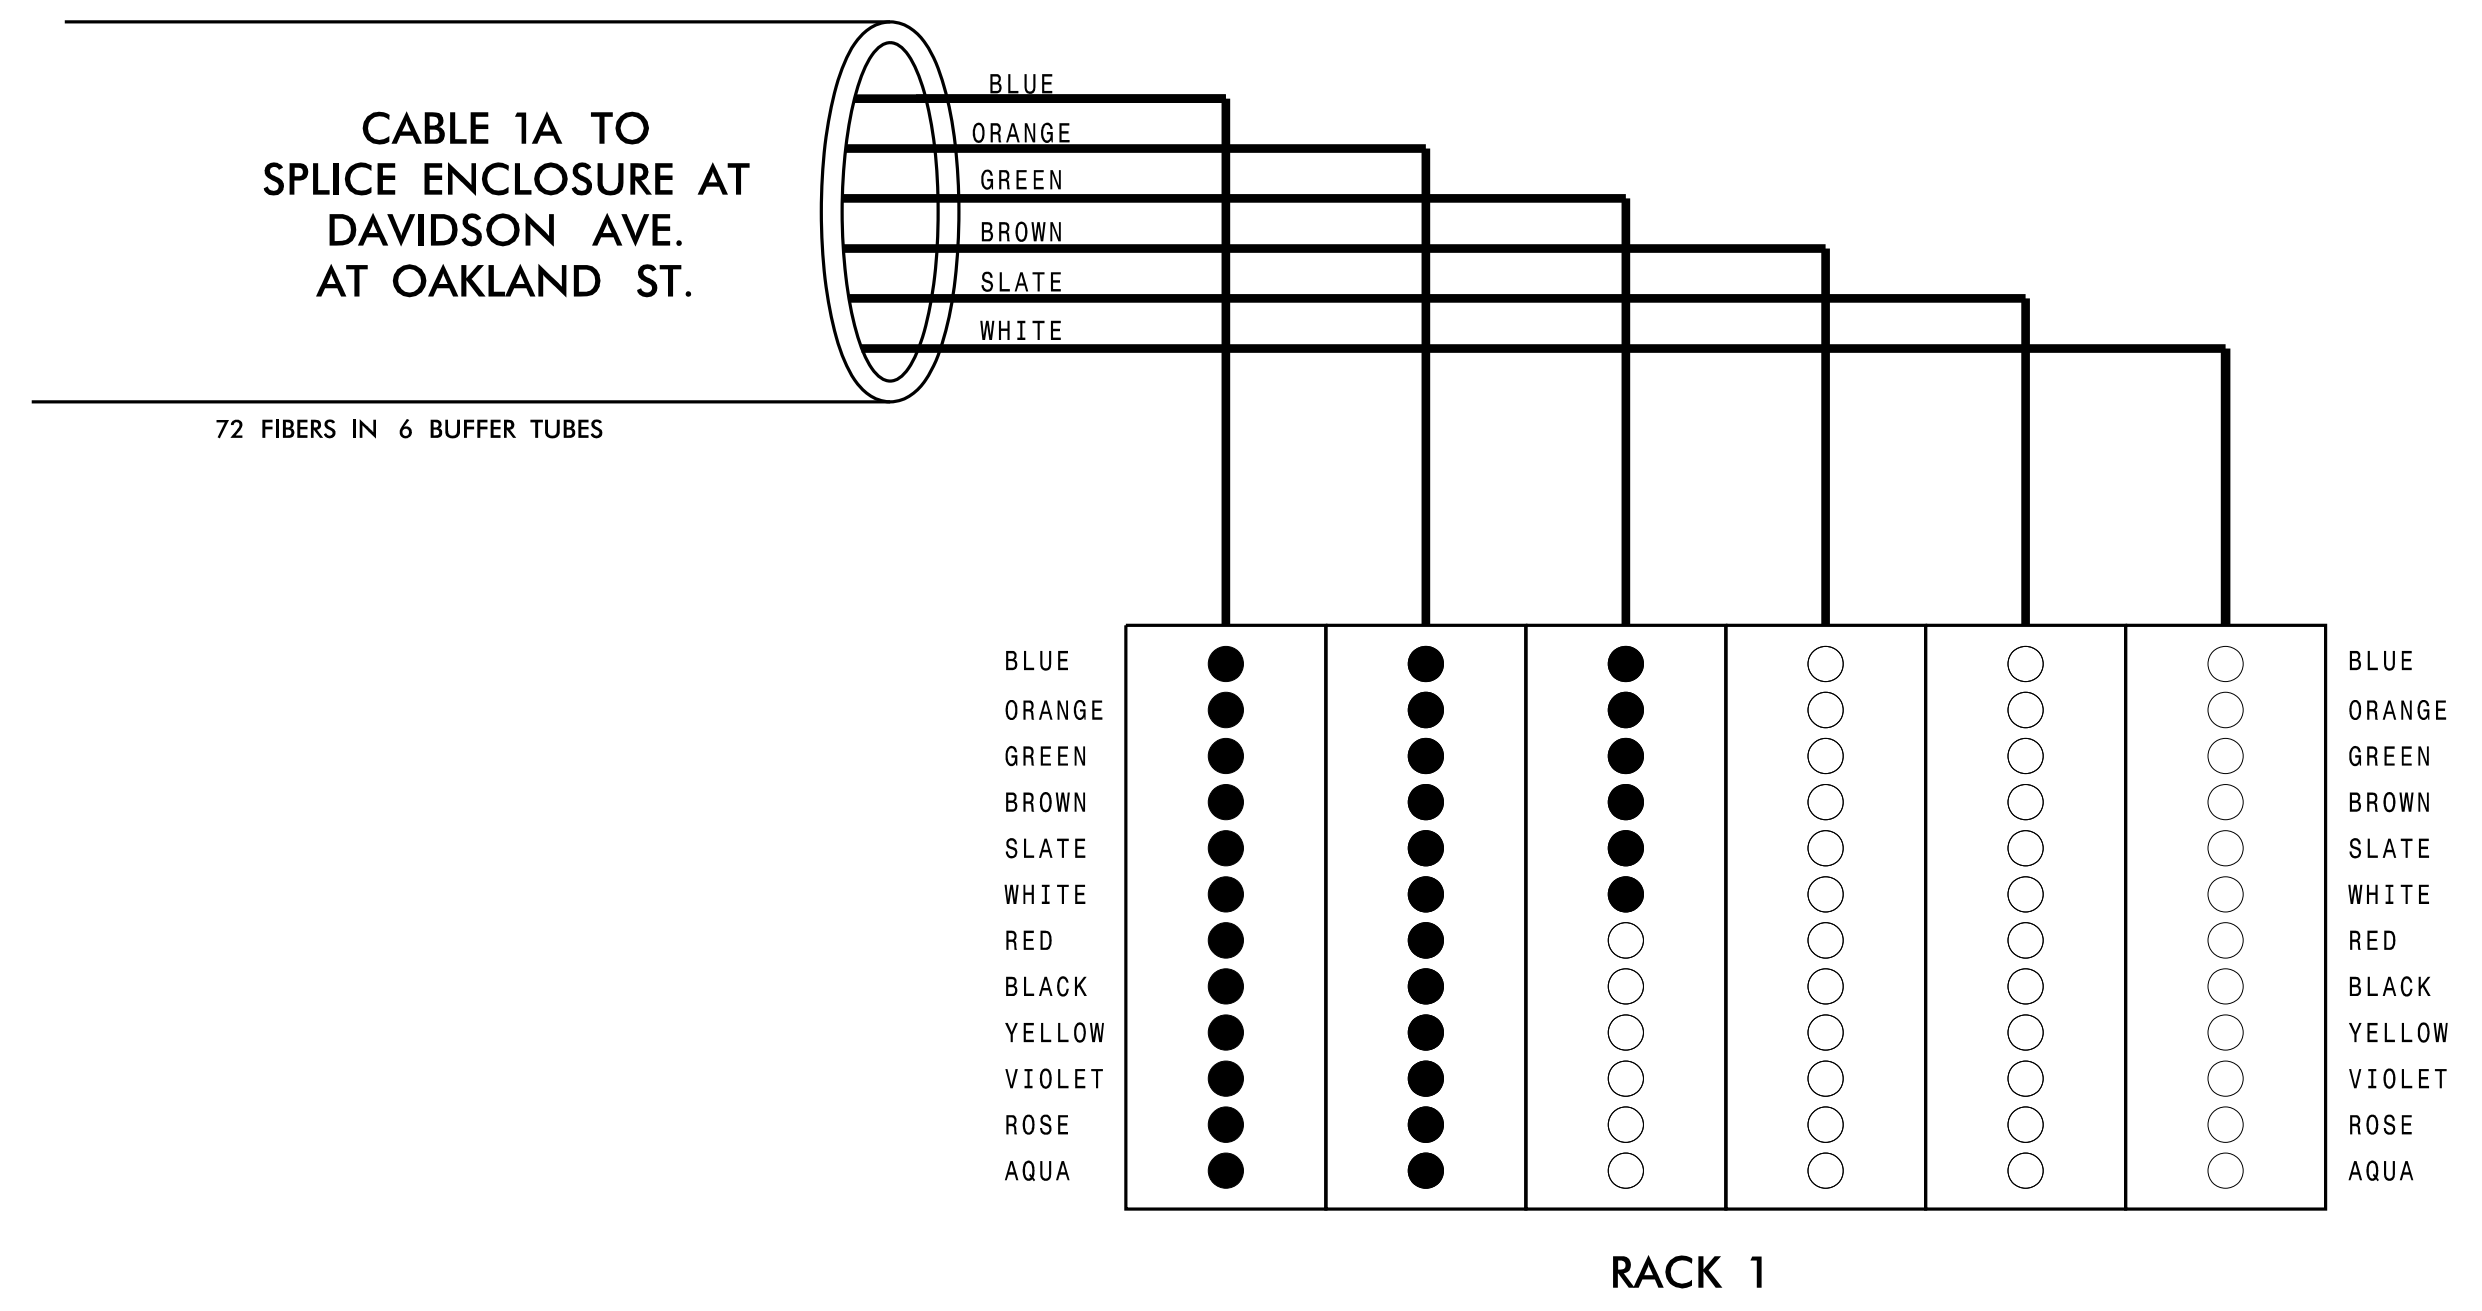 CABLE 1A TO
SPLICE ENCLOSURE AT
DAVIDSON AVE.
AT OAKLAND ST.
72 FIBERS IN 6 BUFFER TUBES
BLUE
ORANGE
GREEN
BROWN
SLATE
WHITE
BLUE
ORANGE
GREEN
BROWN
SLATE
WHITE
RED
BLACK
YELLOW
VIOLET
ROSE
AQUA
BLUE
ORANGE
GREEN
BROWN
SLATE
WHITE
RED
BLACK
YELLOW
VIOLET
ROSE
AQUA
RACK 1